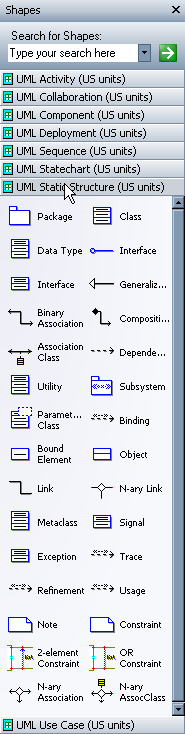 Shapes
Search for Shapes:
Type your search here
UML Activity (US units)
UML Collaboration (US units)
UML Component (US units)
UML Deployment (US units)
UML Sequence (US units)
UML Statechart (US units)
UML Static Structure (US units)
Package
Class
Data Type
Interface
Interface
Generaliz...
Binary
Association
Compositi...
Association
Class
Depende...
Utility
Subsystem
Paramet...
Class
Binding
Bound
Element
Object
Link
N-ary Link
Metaclass
Signal
Exception
Trace
Refinement
Usage
Note
Constraint
2-element
Constraint
OR
Constraint
N-ary
Association
N-ary
AssocClass
UML Use Case (US units)